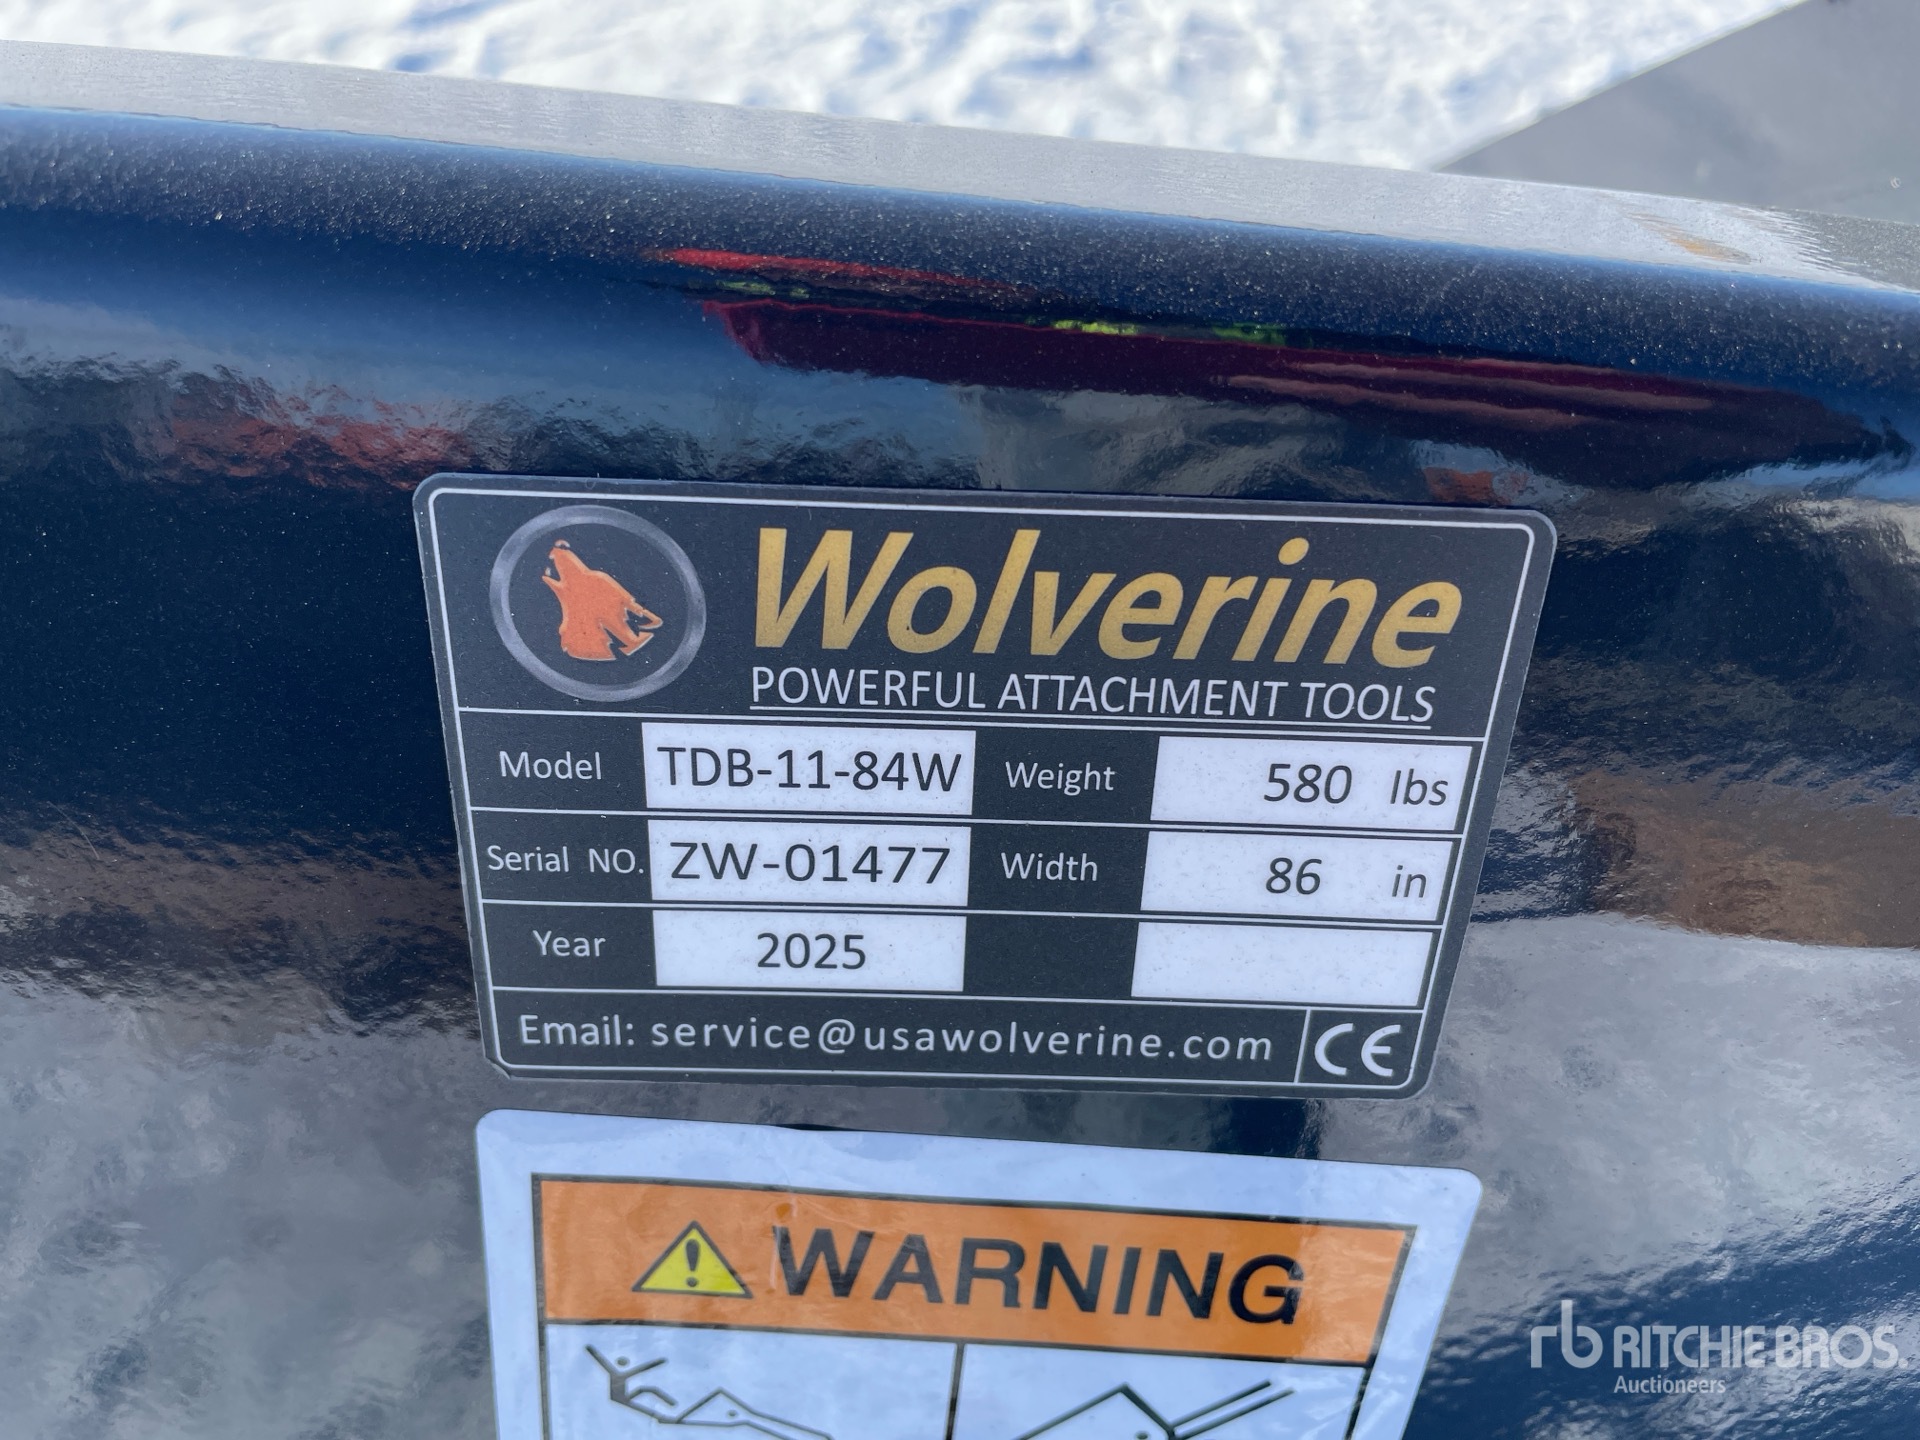 Wolverine
POWERFUL ATTACHMENT TOOLS
Model TDB-11-84W Weight 580 lbs
Serial NO. ZW-01477 Width 86 in
Year 2025
Email: service@usawolverine.com CE
WARNING
rb RITCHIE BROS.
Auctioneers